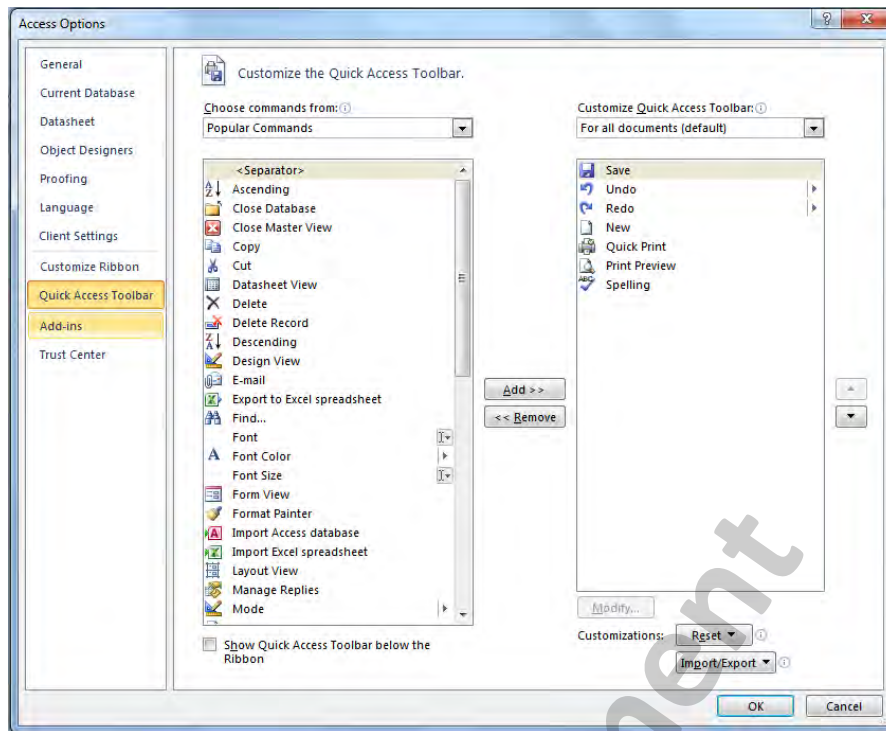 Access Options
General
Current Database
Datasheet
Object Designers
Proofing
Language
Client Settings
Customize Ribbon
Quick Access Toolbar
Add-ins
Trust Center
Customize the Quick Access Toolbar.
Choose commands from:
Popular Commands
<Separator>
Ascending
Close Database
Close Master View
Copy
Cut
Datasheet View
Delete
Delete Record
Descending
Design View
E-mail
Export to Excel spreadsheet
Find...
Font
Font Color
Font Size
Form View
Format Painter
Import Access database
Import Excel spreadsheet
Layout View
Manage Replies
Mode
Show Quick Access Toolbar below the
Ribbon
Add >>
<< Remove
Customize Quick Access Toolbar:
For all documents (default)
Save
Undo
Redo
New
Quick Print
Print Preview
Spelling
Modify...
Customizations:
Reset
Import/Export
OK
Cancel